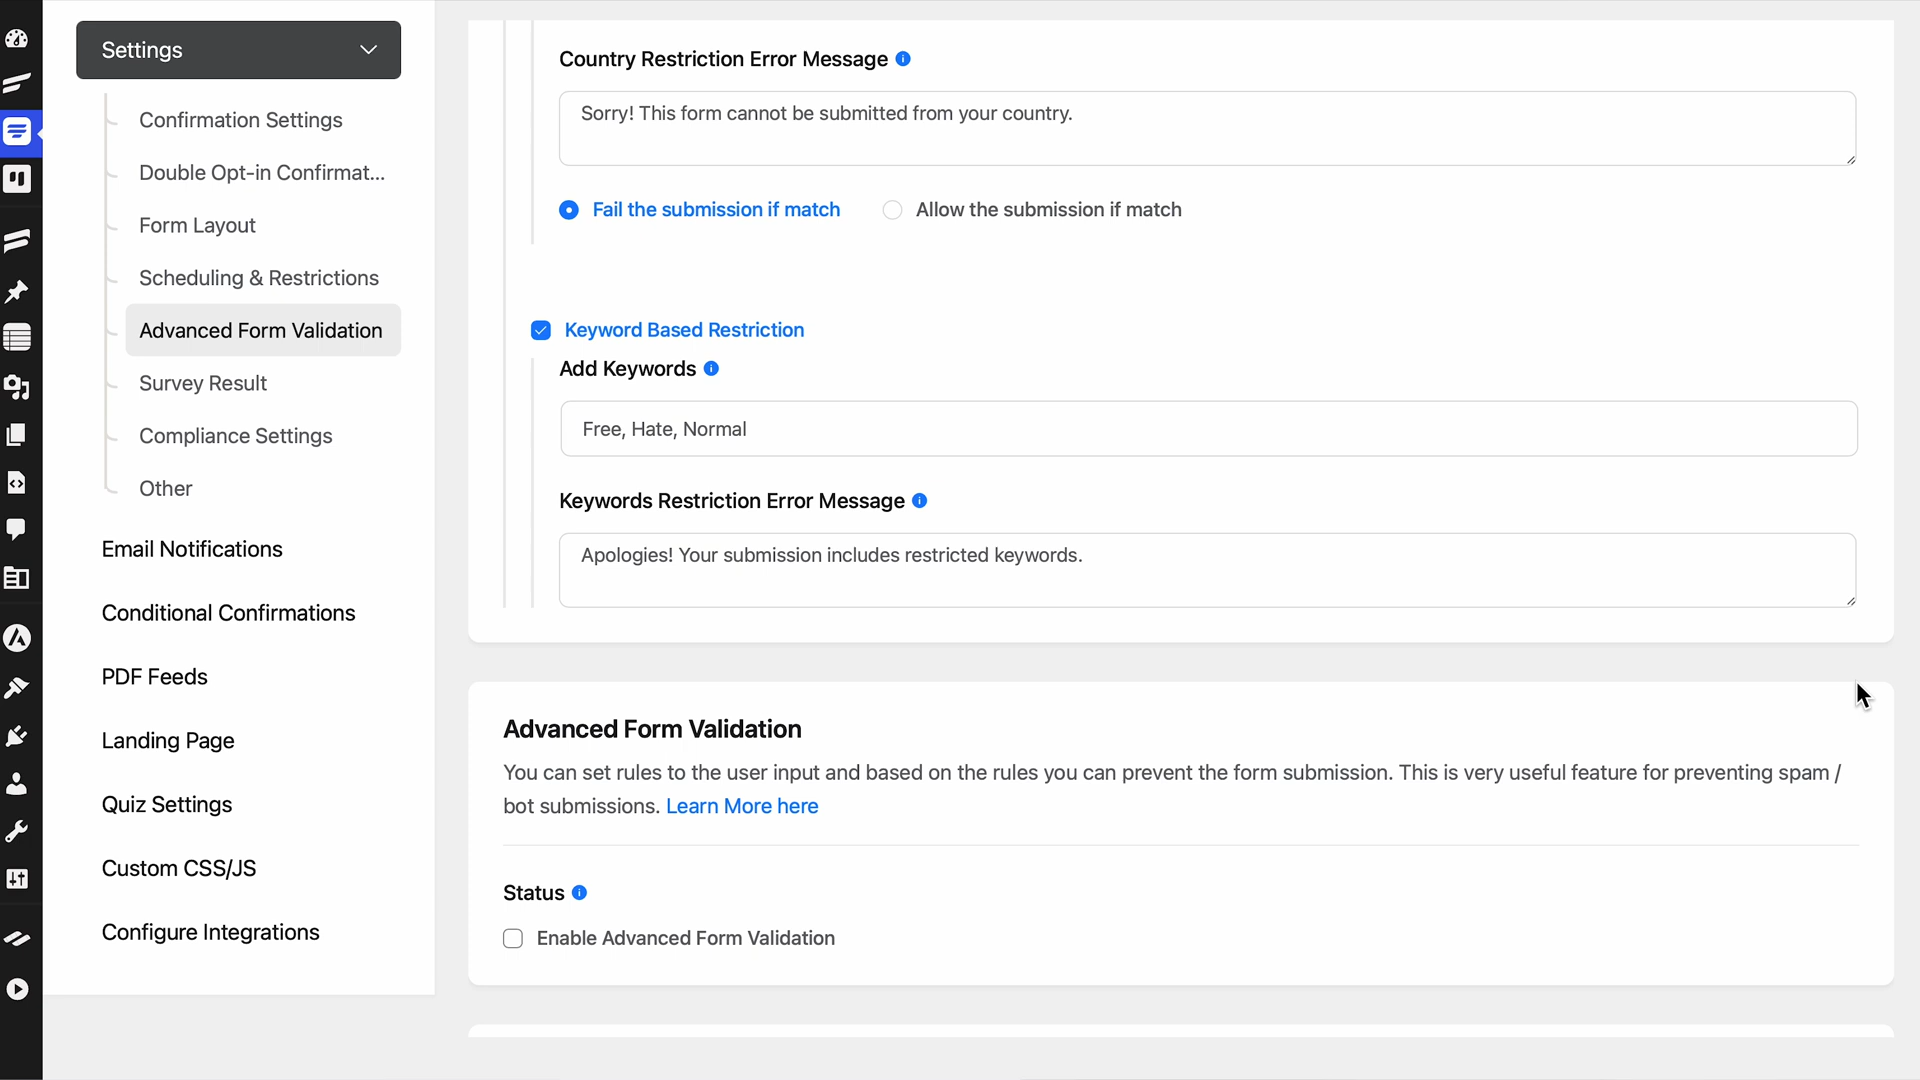 Settings
Confirmation Settings
Double Opt-in Confirmat...
Form Layout
Scheduling & Restrictions
Advanced Form Validation
Survey Result
Compliance Settings
Other
Email Notifications
Conditional Confirmations
PDF Feeds
Landing Page
Quiz Settings
Custom CSS/JS
Configure Integrations
Country Restriction Error Message
Sorry! This form cannot be submitted from your country.
Fail the submission if match
Allow the submission if match
Keyword Based Restriction
Add Keywords
Free, Hate, Normal
Keywords Restriction Error Message
Apologies! Your submission includes restricted keywords.
Advanced Form Validation
You can set rules to the user input and based on the rules you can prevent the form submission. This is very useful feature for preventing spam /
bot submissions. Learn More here
Status
Enable Advanced Form Validation